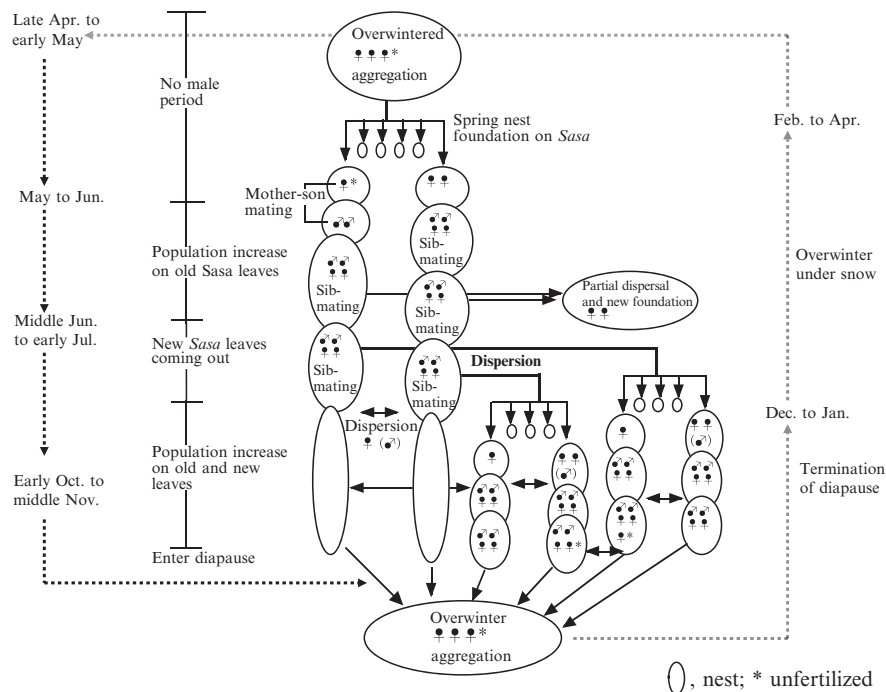 Late Apr. to
early May
May to Jun.
Middle Jun.
to early Jul.
Early Oct. to
middle Nov.
No male
period
Population increase
on old Sasa leaves
New Sasa leaves
coming out
Population increase
on old and new
leaves
Enter diapause
Overwintered
♀ ♀ ♀*
aggregation
Spring nest
foundation on Sasa
♀*
Mother-son
mating
♂♂
♂♂
♀♀
Sib-
mating
♂♂
♀♀
Sib-
mating
♀ ♀
♂♂
♀♀
Sib-
mating
♂♂
♀♀
Sib-
mating
♂♂
♀♀
Sib-
mating
Partial dispersal
and new foundation
♀ ♀
Dispersion
Dispersion
♀ (♂)
♀
♂♂
♀♀
♂♂
♀♀
♀ ♀
(♂)
♂♂
♀♀
♂♂
♀♀*
♀
♂♂
♀♀
♂♂
♀♀
♀*
♀ ♀
(♂)
♂♂
♀♀
♂♂
♀♀
Overwinter
♀ ♀ ♀*
aggregation
Feb. to Apr.
Overwinter
under snow
Dec. to Jan.
Termination
of diapause
, nest; * unfertilized